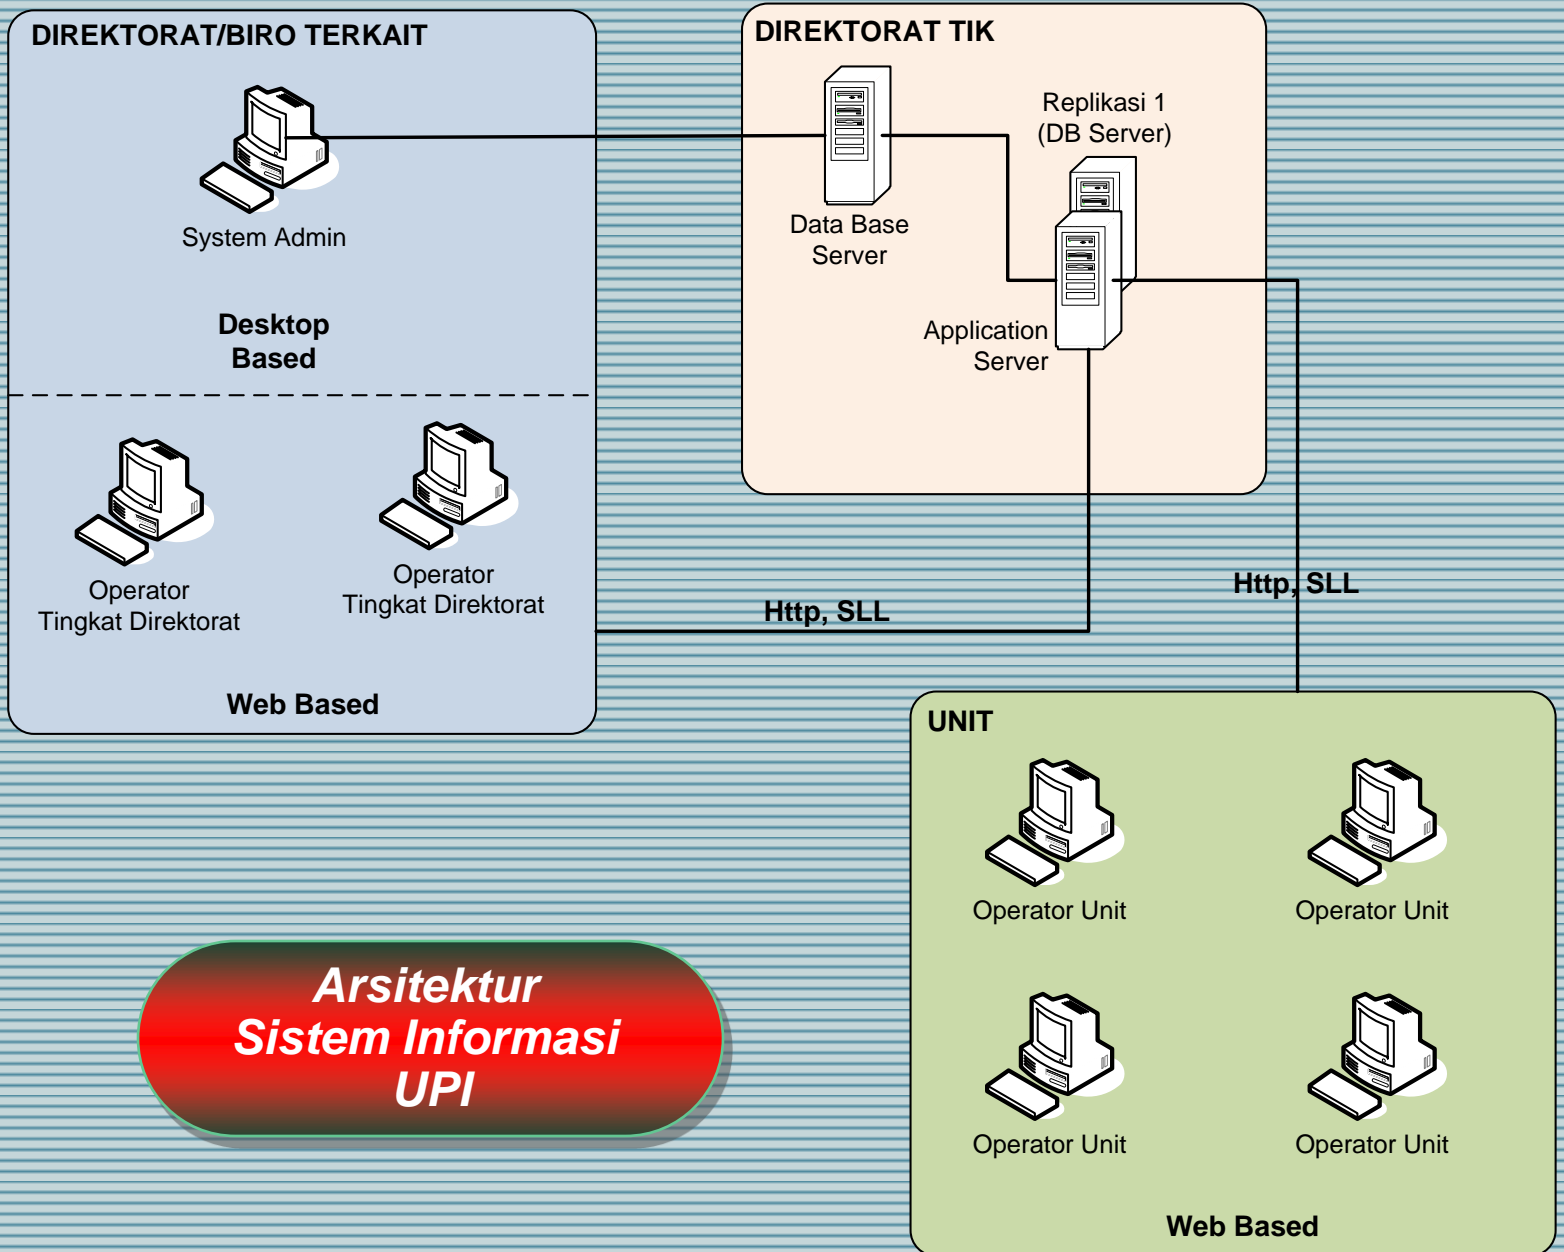 DIREKTORAT/BIRO TERKAIT
System Admin
Desktop
Based
Operator
Tingkat Direktorat
Operator
Tingkat Direktorat
Web Based
DIREKTORAT TIK
Replikasi 1
(DB Server)
Data Base
Server
Application
Server
Http, SLL
Http, SLL
UNIT
Operator Unit
Operator Unit
Operator Unit
Operator Unit
Web Based
Arsitektur
Sistem Informasi
UPI